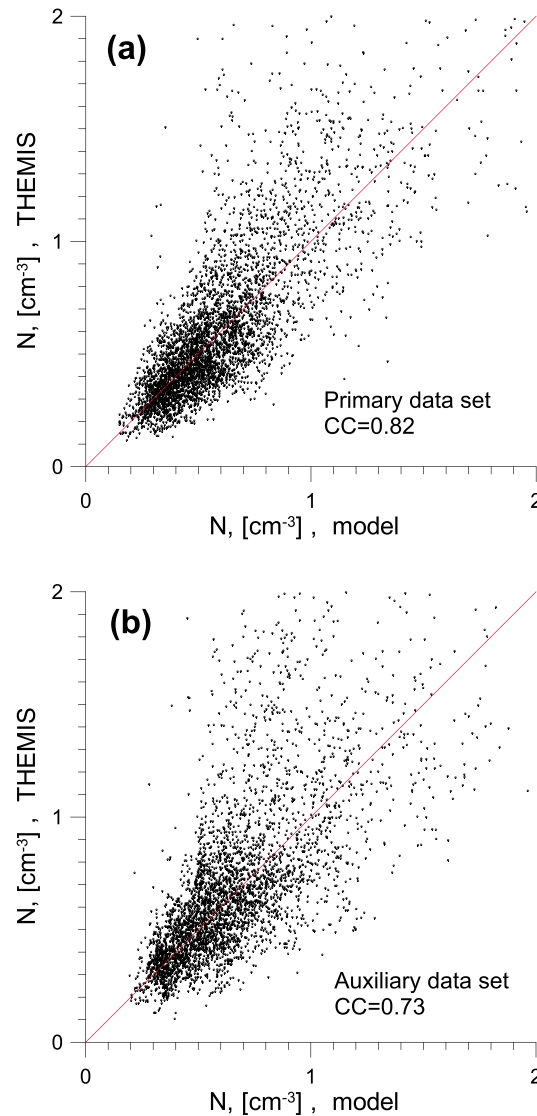 2
(a)
N, [cm-3] , THEMIS
1
Primary data set
CC=0.82
0
0 1 2
N, [cm-3] , model
2
(b)
N, [cm-3] , THEMIS
1
Auxiliary data set
CC=0.73
0
0 1 2
N, [cm-3] , model